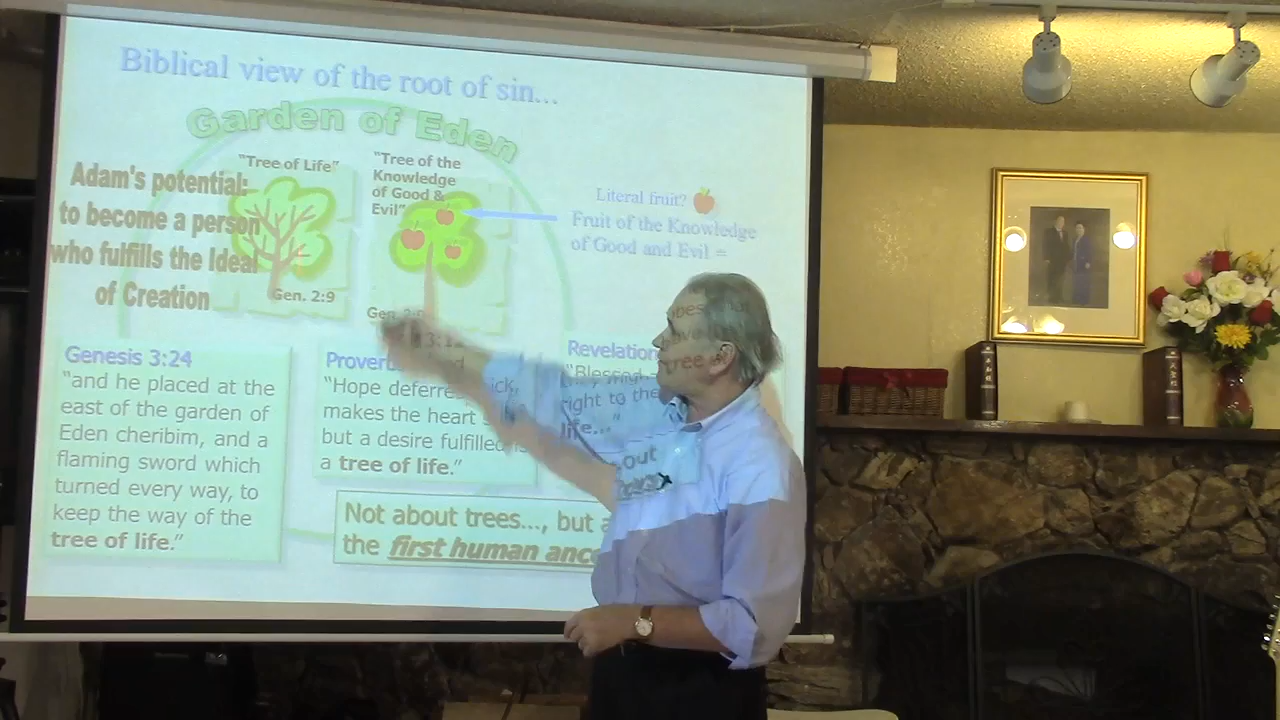 Biblical view of the root of sin...
Garden of Eden
"Tree of Life"
"Tree of the
Knowledge
of Good &
Evil"
Adam's potential:
to become a person
who fulfills the Ideal
of Creation
Gen. 2:9
Gen.
Literal fruit?
Fruit of the Knowledge
of Good and Evil =
Genesis 3:24
"and he placed at the
east of the garden of
Eden cheribim, and a
flaming sword which
turned every way, to
keep the way of the
tree of life."
"Hope deferred
makes the heart
but a desire fulfilled is
a tree of life."
Revelation
"Blessed
right to the
life..."
Not about trees..., but
the first human